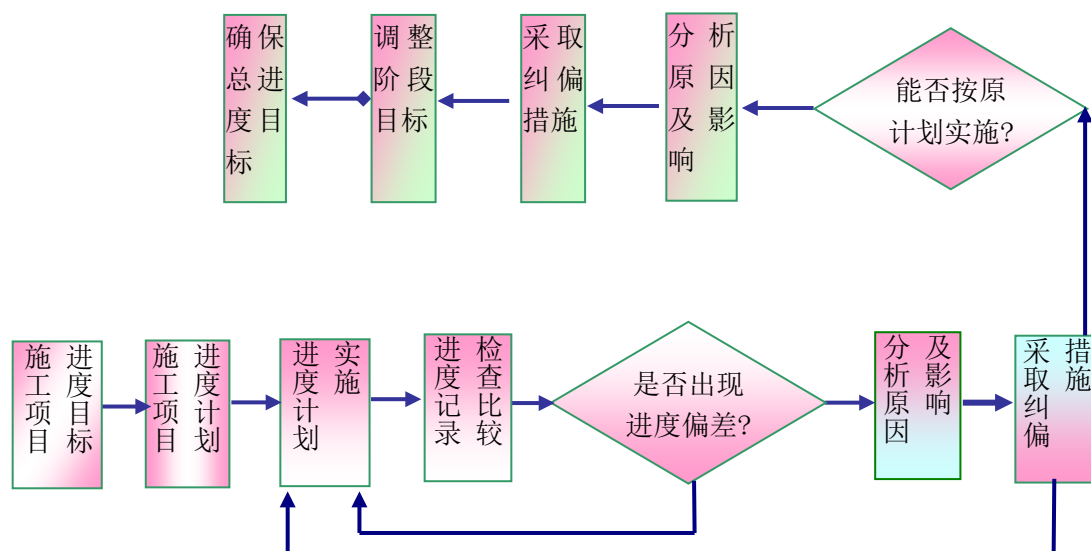 确保
总进
度目
标
调整
阶段
目标
采取
纠偏
措施
分析
原因
及影
响
能否按原
计划实施?
施工项目
进度目标
施工项目
进度计划
进度计划
实施
进度记录
检查比较
是否出现
进度偏差?
分析原因
及影响
采取纠偏
措施